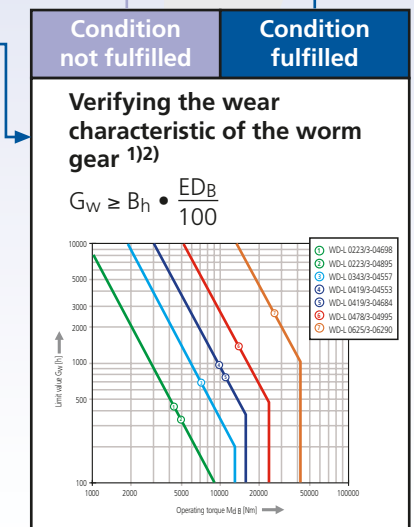 Condition not fulfilled
Condition fulfilled
Verifying the wear
characteristic of the worm
gear 1)2)
GW ≥ Bh • EDB
100
10000
5000
3000
2000
1000
500
100
Limit value GW [h]
1000 2000 5000 10000 20000 50000 100000
Operating torque Md B [Nm]
1 WD-L 0223/3-04698
2 WD-L 0223/3-04895
3 WD-L 0343/3-04557
4 WD-L 0419/3-04553
5 WD-L 0419/3-04684
6 WD-L 0478/3-04995
7 WD-L 0625/3-06290